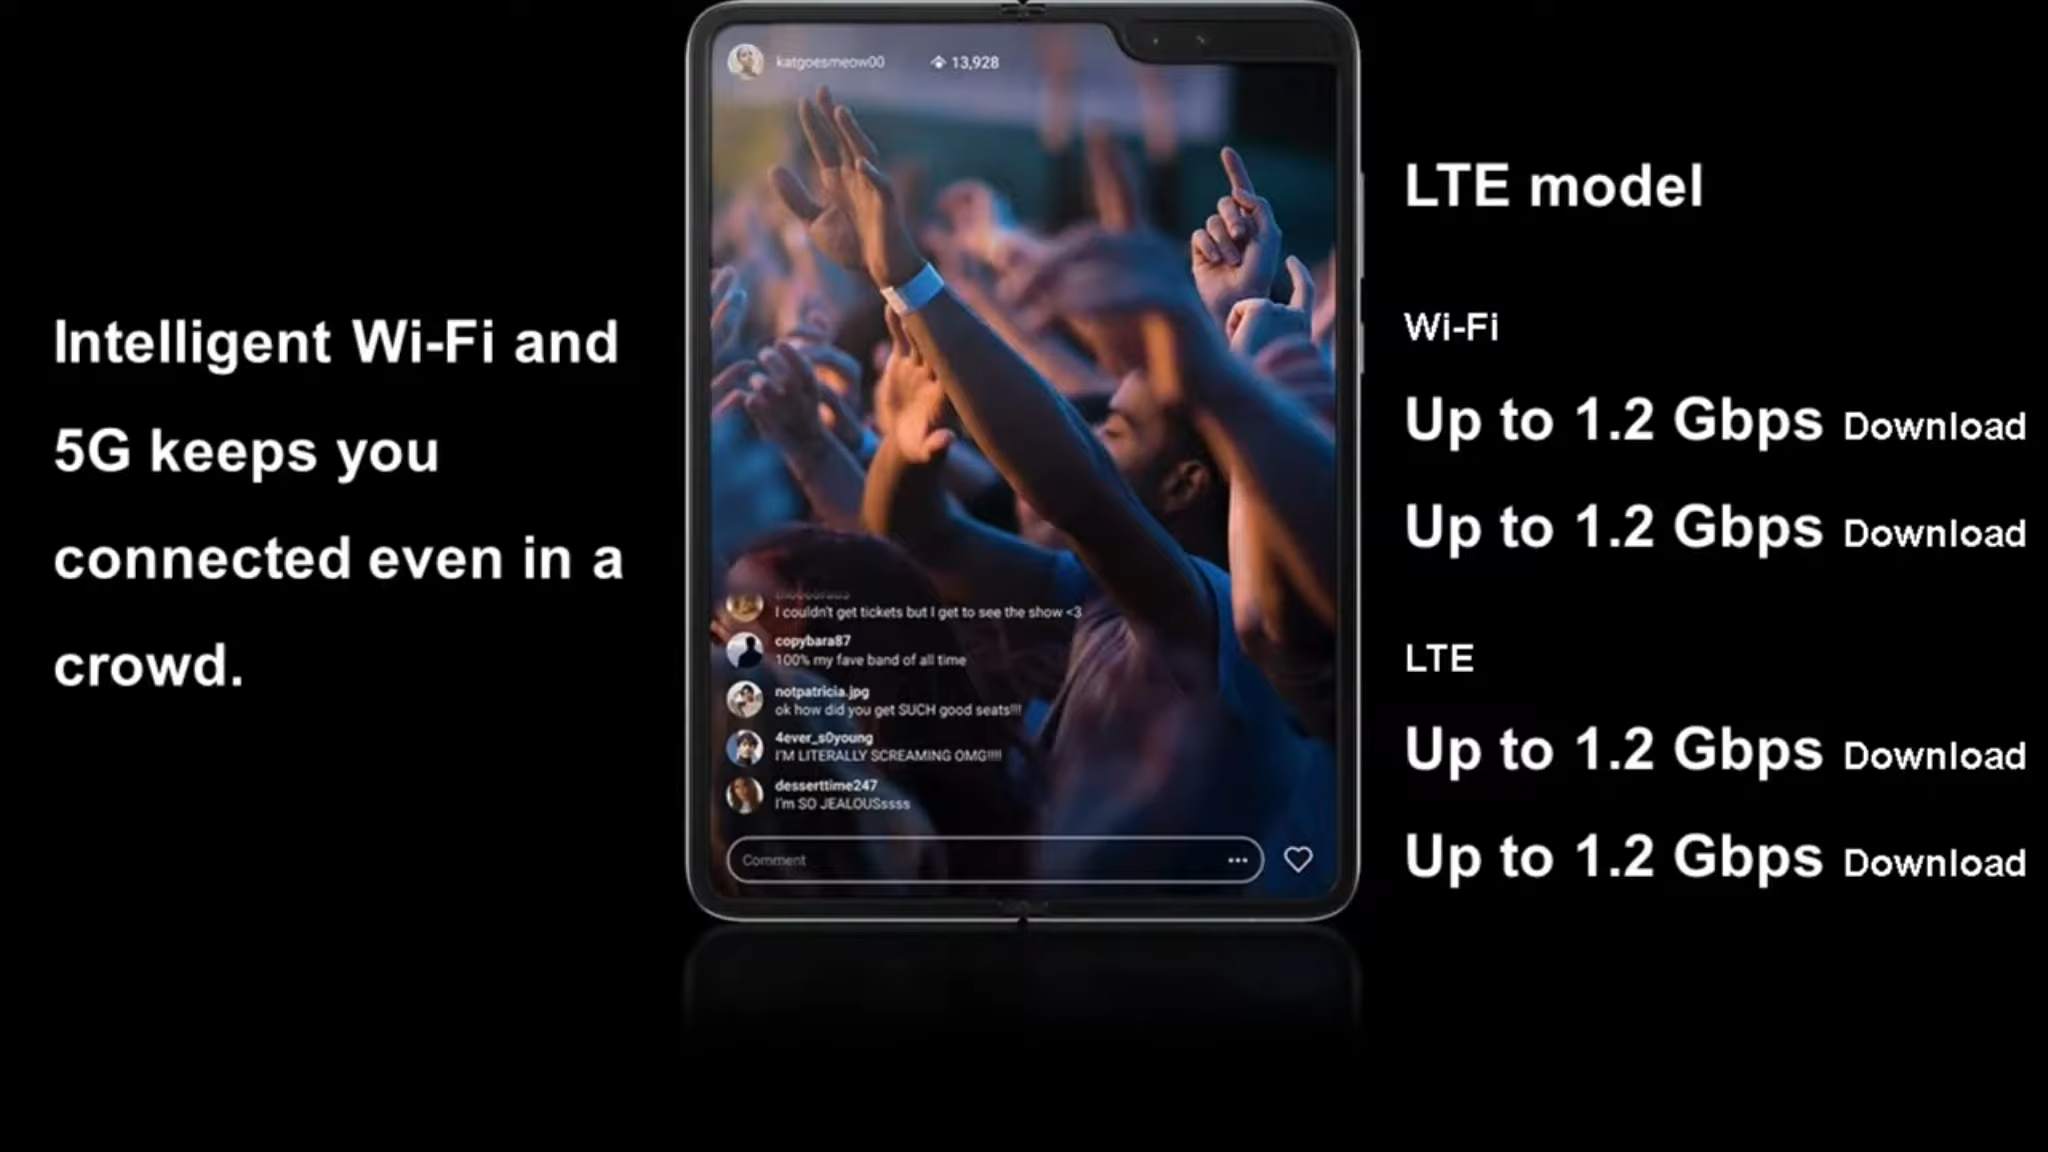 Intelligent Wi-Fi and
5G keeps you
connected even in a
crowd.
katgoesmeow00 13,928
I couldn't get tickets but I get to see the show <3
copybara87
100% my fave band of all time
notpatricia.jpg
ok how did you get SUCH good seats!!!
4ever_s0young
I'M LITERALLY SCREAMING OMG!!!!
desserttime247
I'm SO JEALOUSssss
Comment
LTE model
Wi-Fi
Up to 1.2 Gbps Download
Up to 1.2 Gbps Download
LTE
Up to 1.2 Gbps Download
Up to 1.2 Gbps Download